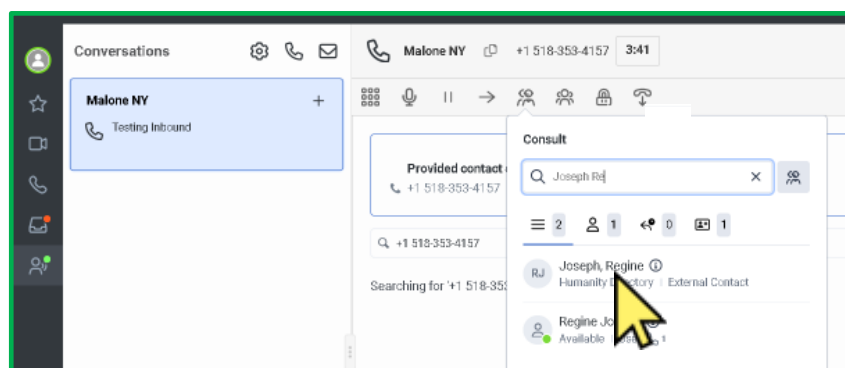 Conversations
Malone NY
+
Testing Inbound
Malone NY
+1 518-353-4157
3:41
Consult
Joseph Re
2
1
0
1
Provided contact
+1 518-353-4157
+1 518-353-4157
Searching for '+1 518-353
RJ
Joseph, Regine
Humanity Directory | External Contact
Regine
Available
1